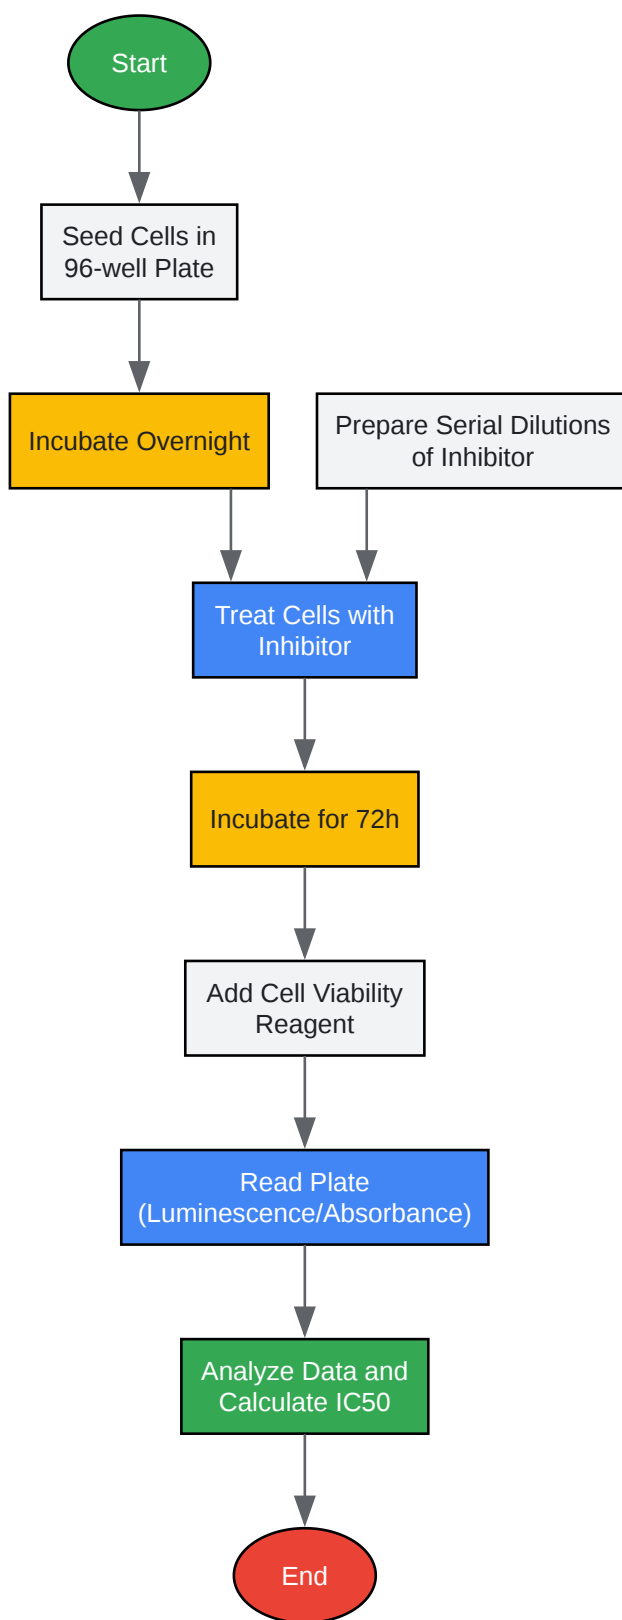 Start
Seed Cells in
96-well Plate
Incubate Overnight
Prepare Serial Dilutions
of Inhibitor
Treat Cells with
Inhibitor
Incubate for 72h
Add Cell Viability
Reagent
Read Plate
(Luminescence/Absorbance)
Analyze Data and
Calculate IC50
End